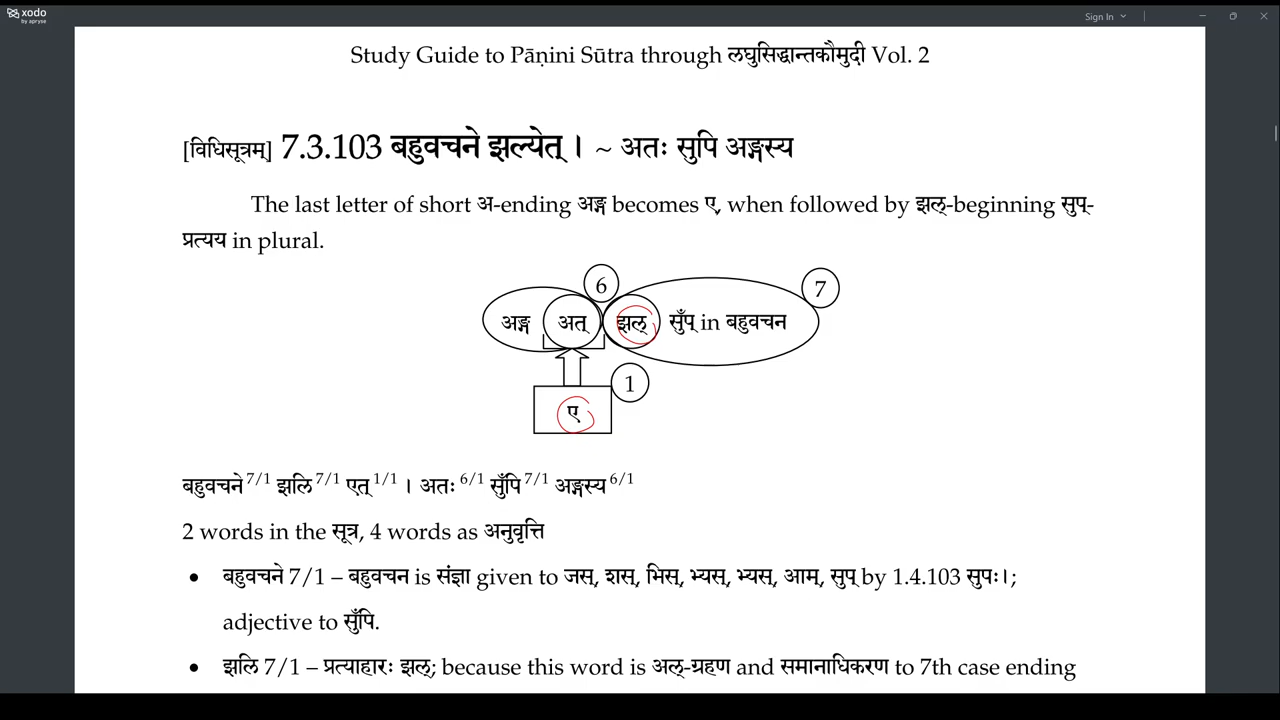 xodo
by apryse
Sign In
Study Guide to Pāṇini Sūtra through लघुसिद्धान्तकौमुदी Vol. 2
[विधिसूत्रम्] 7.3.103 बहुवचने झल्येत् । ~ अतः सुपि अङ्गस्य
The last letter of short अ-ending अङ्ग becomes ए, when followed by झल्-beginning सुप्-
प्रत्यय in plural.
6
7
अङ्ग अत् झल् सुँप् in बहुवचन
1
ए
बहुवचने 7/1 झलि 7/1 एत् 1/1 । अतः 6/1 सुँपि 7/1 अङ्गस्य 6/1
2 words in the सूत्र, 4 words as अनुवृत्ति
• बहुवचने 7/1 – बहुवचन is संज्ञा given to जस्, शस्, भिस्, भ्यस्, भ्यस्, आम्, सुप् by 1.4.103 सुपः।;
adjective to सुँपि.
• झलि 7/1 – प्रत्याहारः झल्; because this word is अल्-ग्रहण and समानाधिकरण to 7th case ending